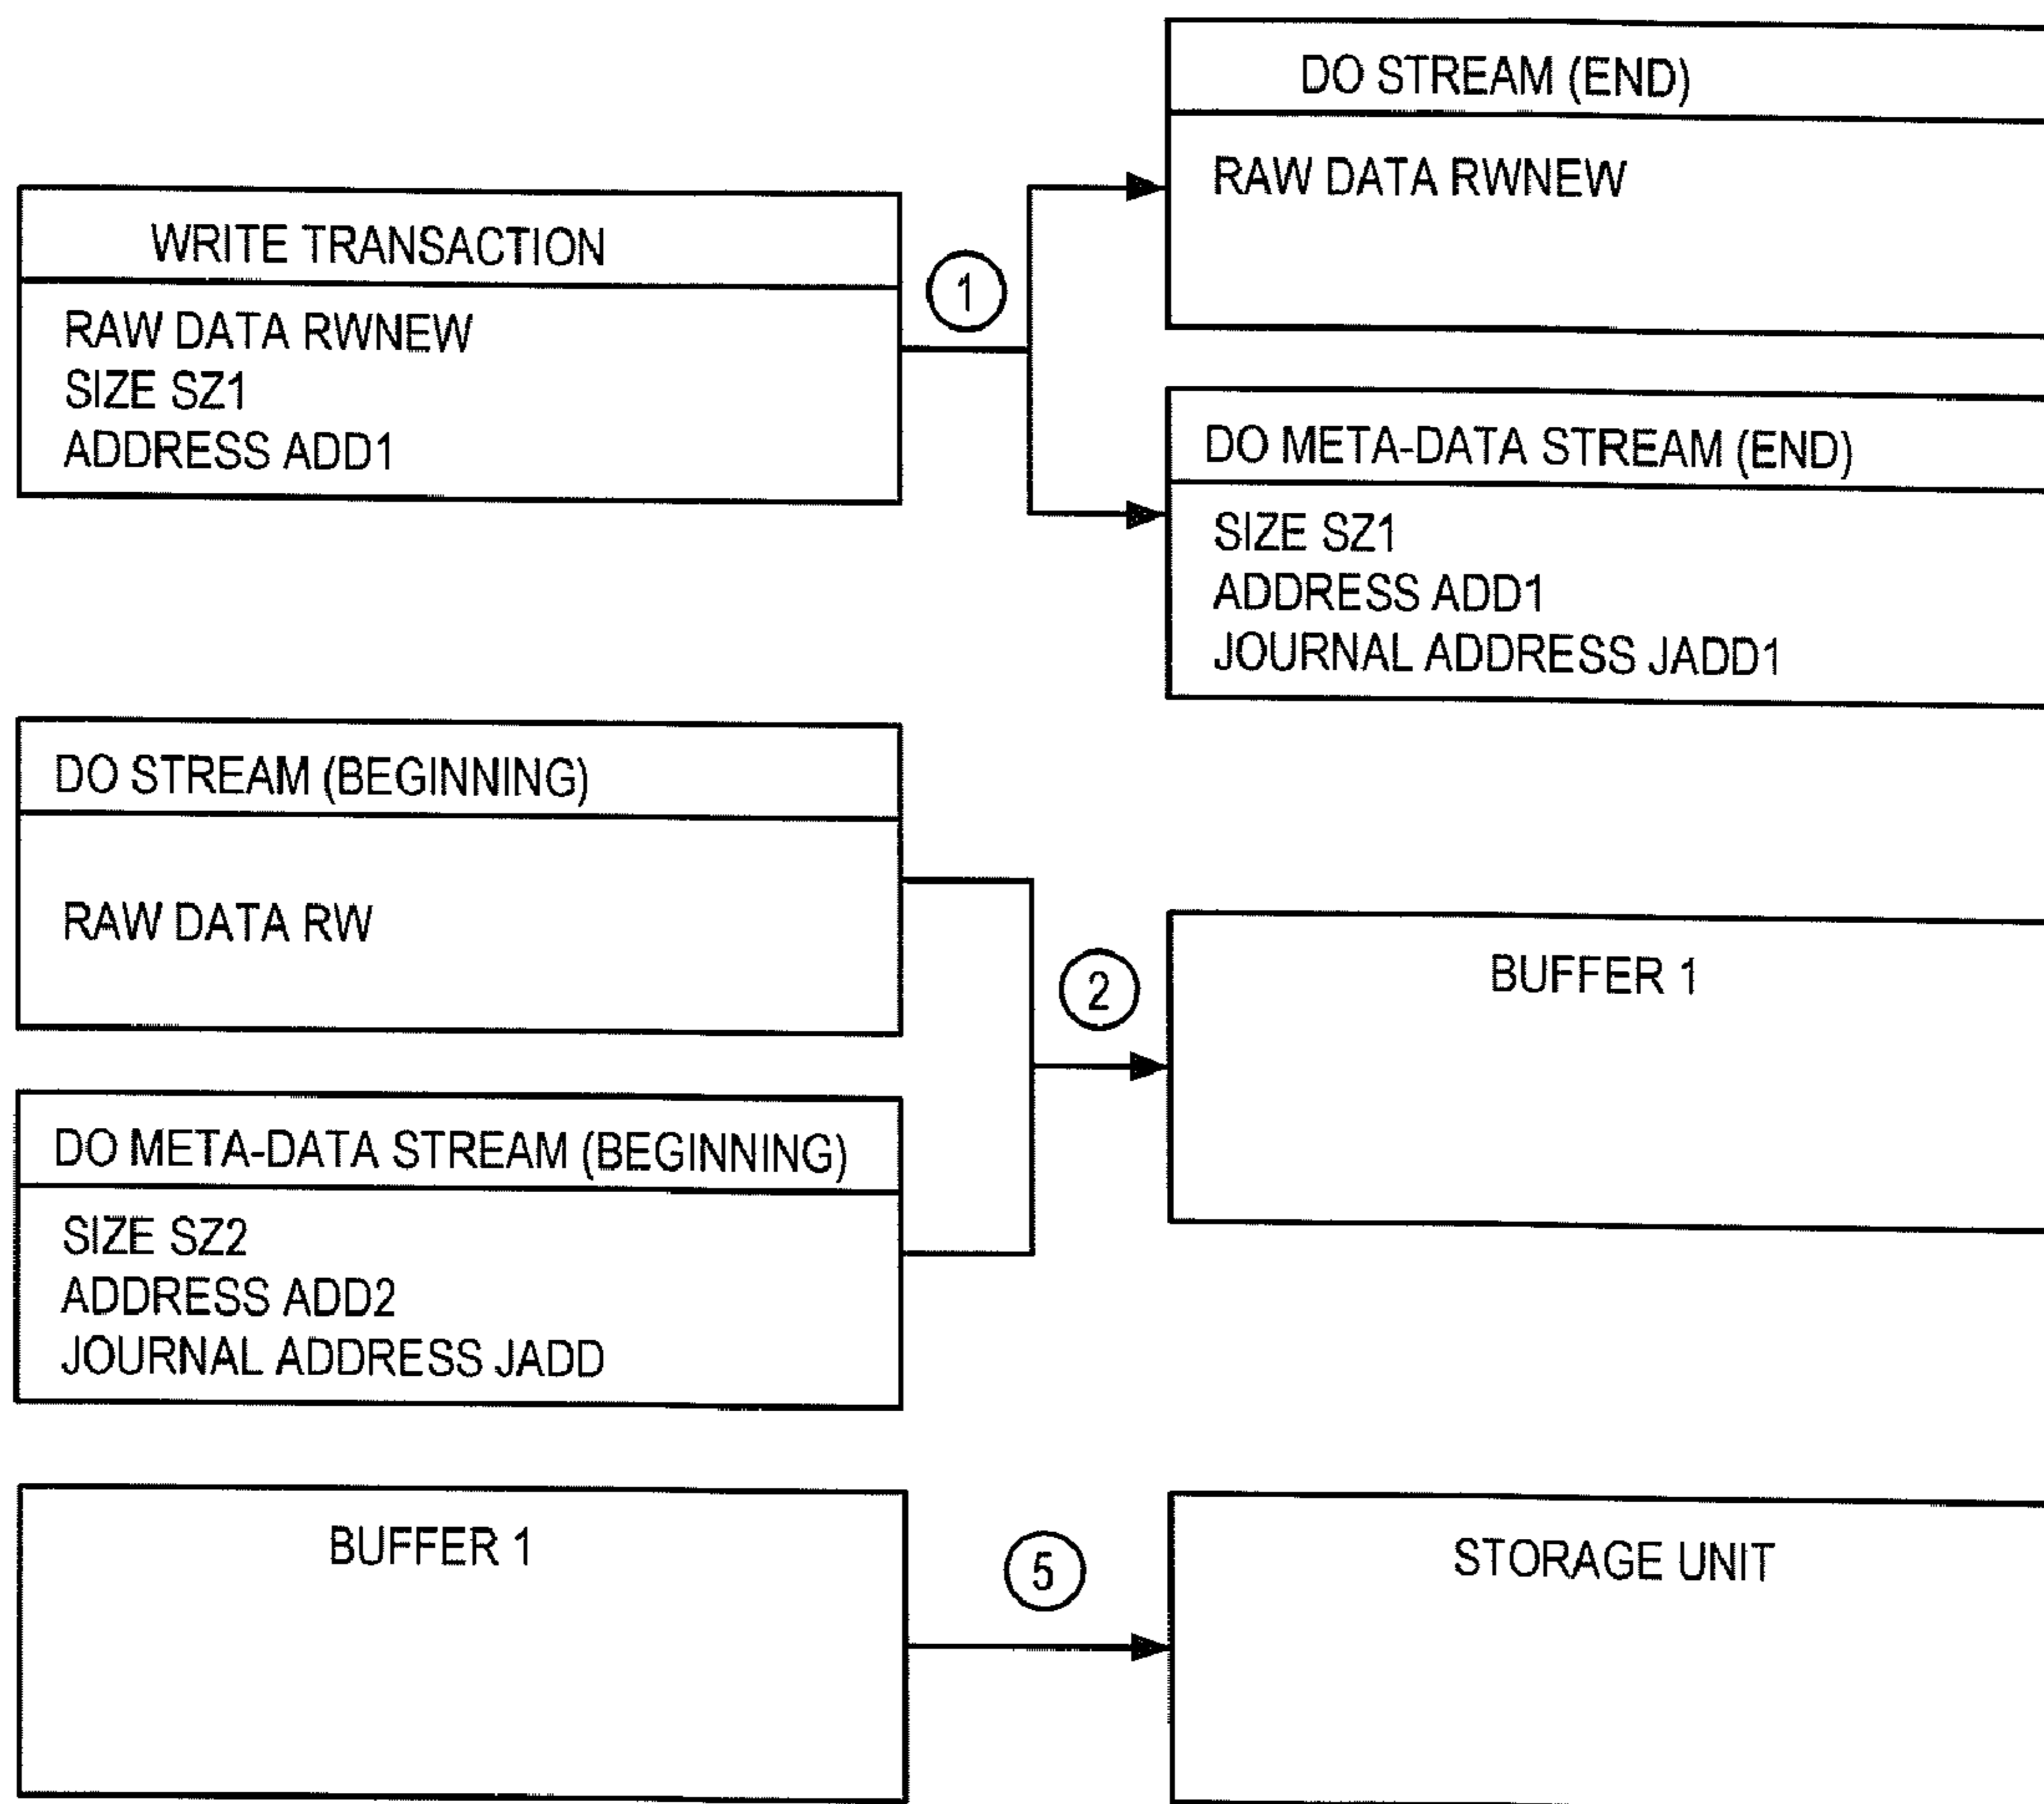 DO STREAM (END)
RAW DATA RWNEW
WRITE TRANSACTION
RAW DATA RWNEW
SIZE SZ1
ADDRESS ADD1
1
DO META-DATA STREAM (END)
SIZE SZ1
ADDRESS ADD1
JOURNAL ADDRESS JADD1
DO STREAM (BEGINNING)
RAW DATA RW
2
BUFFER 1
DO META-DATA STREAM (BEGINNING)
SIZE SZ2
ADDRESS ADD2
JOURNAL ADDRESS JADD
BUFFER 1
5
STORAGE UNIT